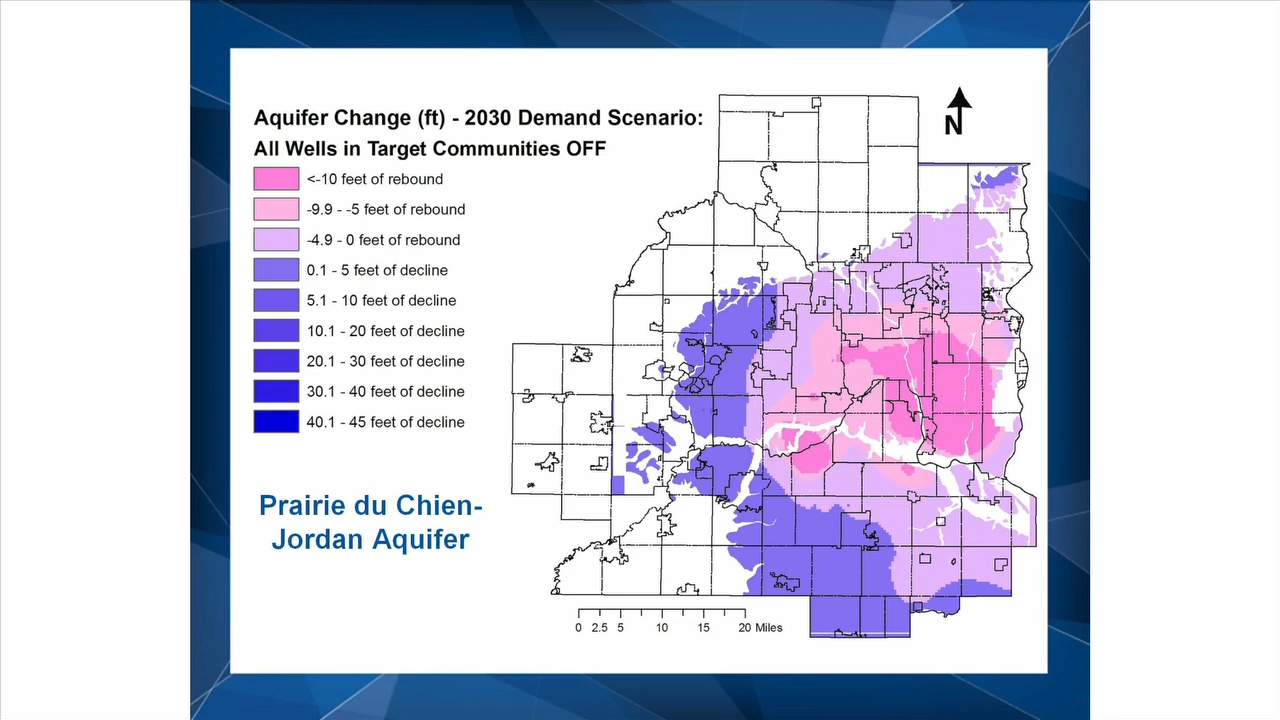 Aquifer Change (ft) - 2030 Demand Scenario:
All Wells in Target Communities OFF
<-10 feet of rebound
-9.9 - -5 feet of rebound
-4.9 - 0 feet of rebound
0.1 - 5 feet of decline
5.1 - 10 feet of decline
10.1 - 20 feet of decline
20.1 - 30 feet of decline
30.1 - 40 feet of decline
40.1 - 45 feet of decline
Prairie du Chien-
Jordan Aquifer
N
0 2.5 5 10 15 20 Miles